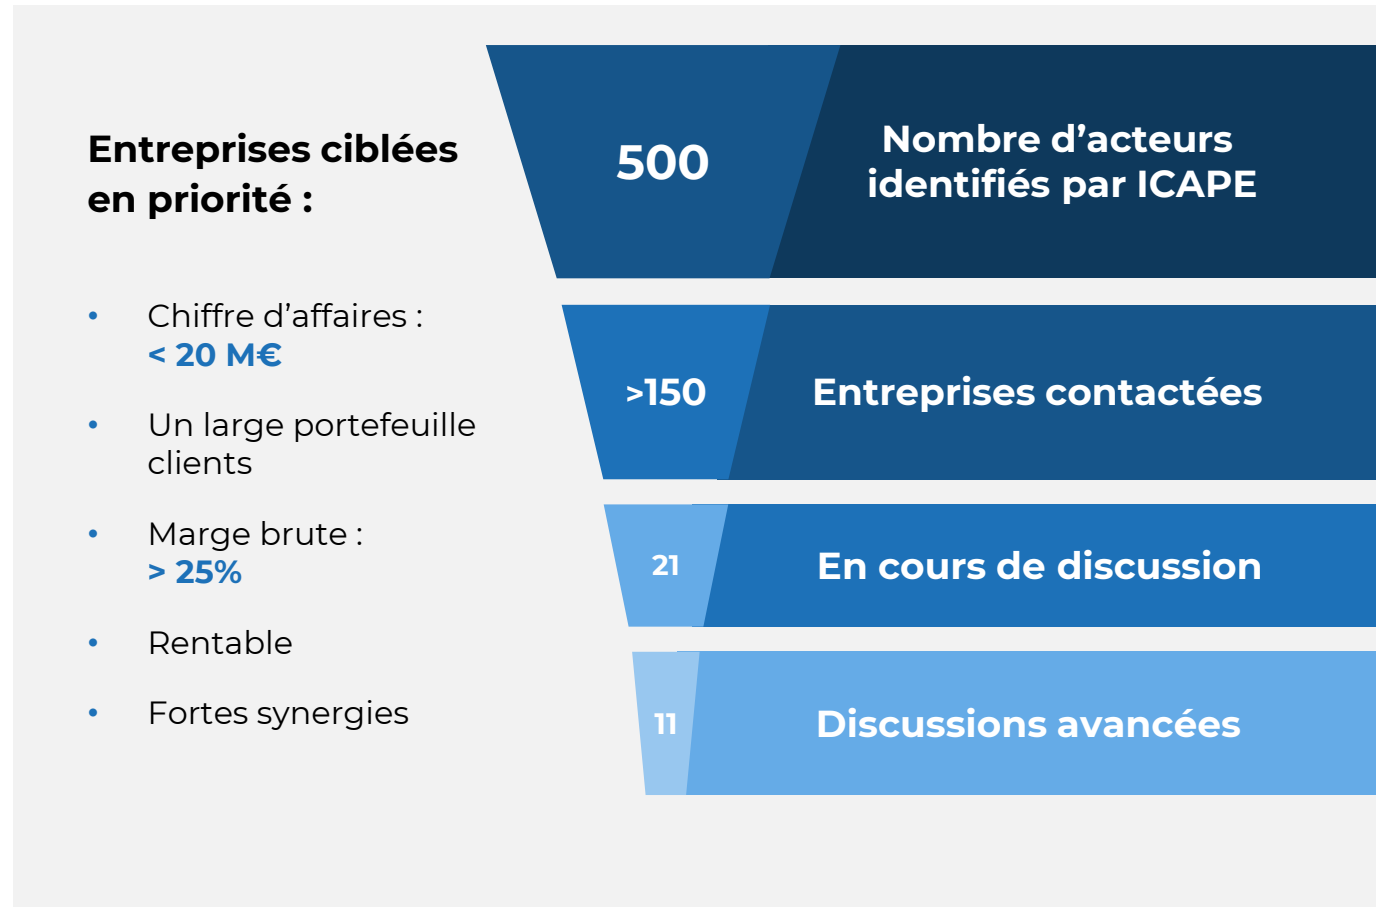 Entreprises ciblées
en priorité :
• Chiffre d’affaires :
< 20 M€
• Un large portefeuille
clients
• Marge brute :
> 25%
• Rentable
• Fortes synergies
500
Nombre d’acteurs
identifiés par ICAPE
>150
Entreprises contactées
21
En cours de discussion
11
Discussions avancées